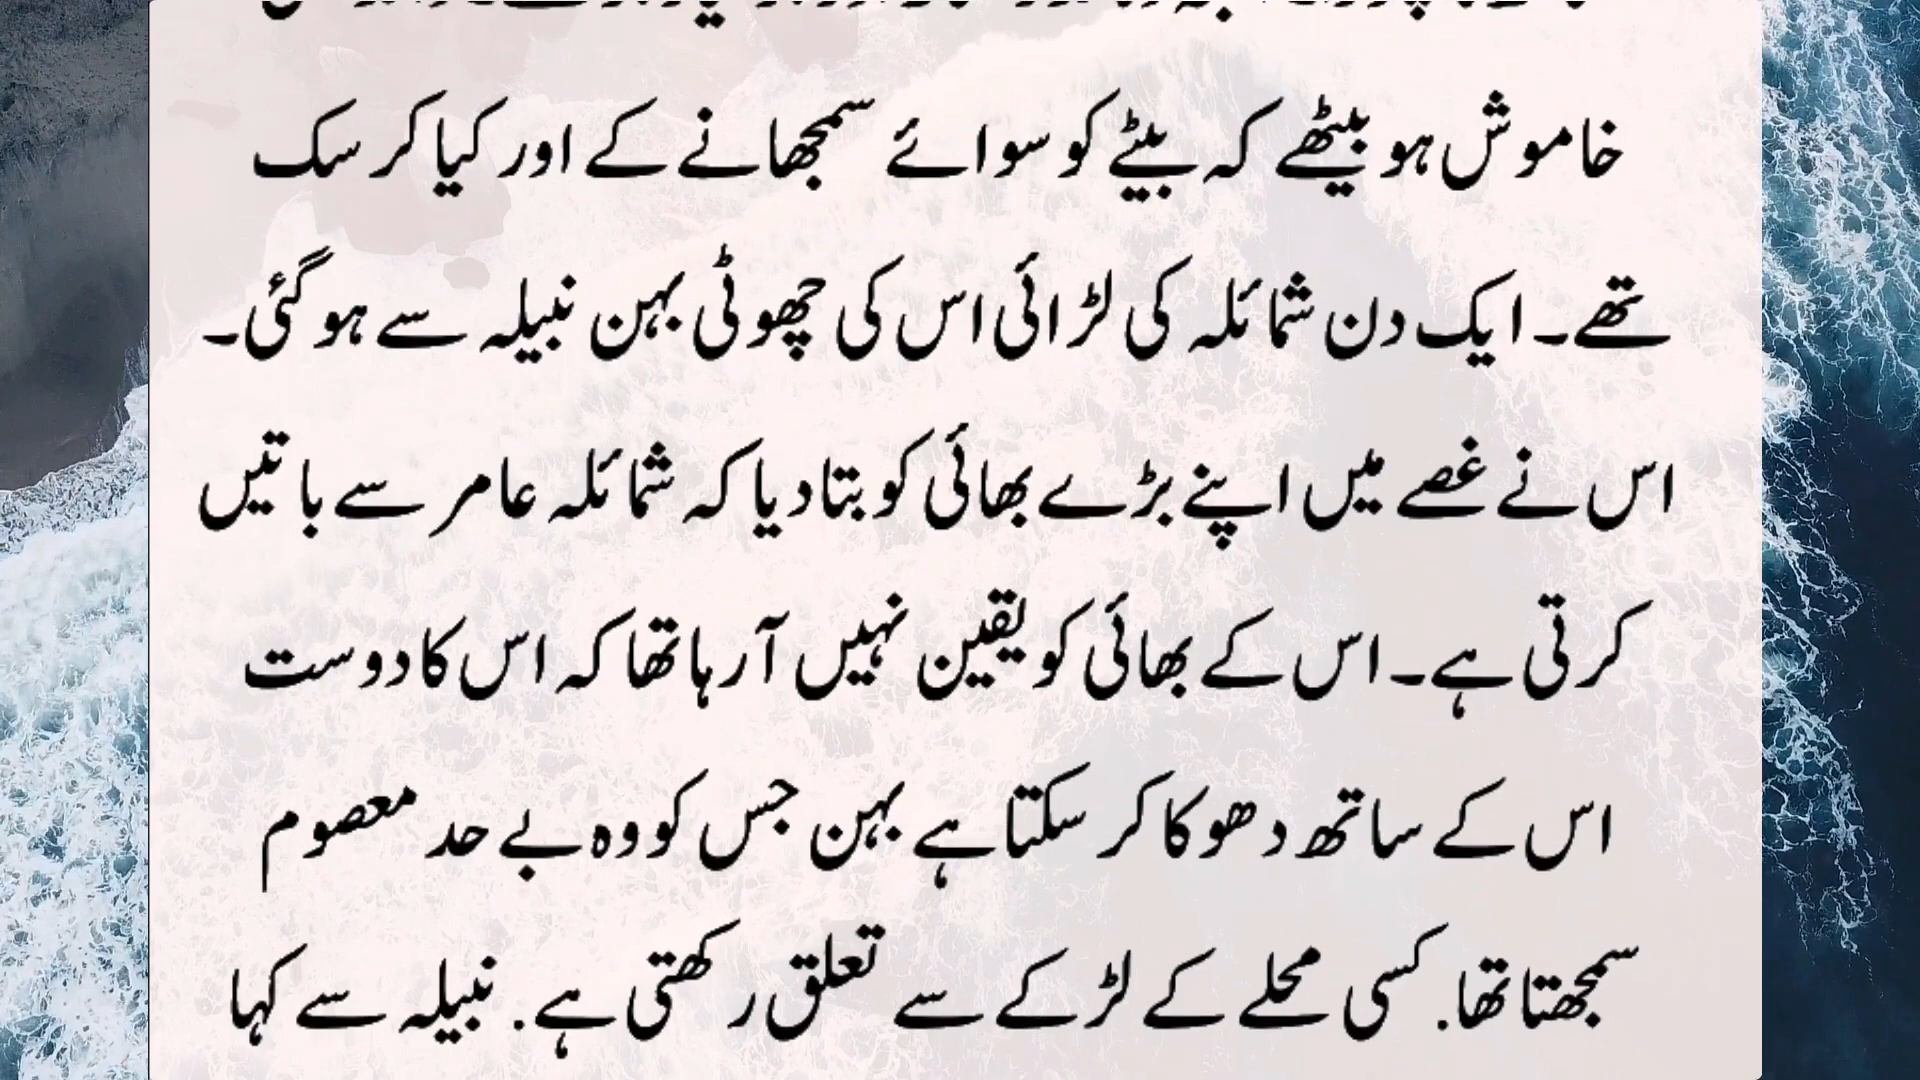 خاموش ہو بیٹھے کہ بیٹے کو سوائے سمجھانے کے اور کیا کر سک
تھے۔ ایک دن شمائلہ کی لڑائی اس کی چھوٹی بہن نبیلہ سے ہو گئی۔
اس نے غصے میں اپنے بڑے بھائی کو بتا دیا کہ شمائلہ عامر سے باتیں
کرتی ہے۔ اس کے بھائی کو یقین نہیں آ رہا تھا کہ اس کا دوست
اس کے ساتھ دھوکا کر سکتا ہے بہن جس کو وہ بے حد معصوم
سمجھتا تھا. کسی محلے کے لڑکے سے تعلق رکھتی ہے. نبیلہ سے کہا